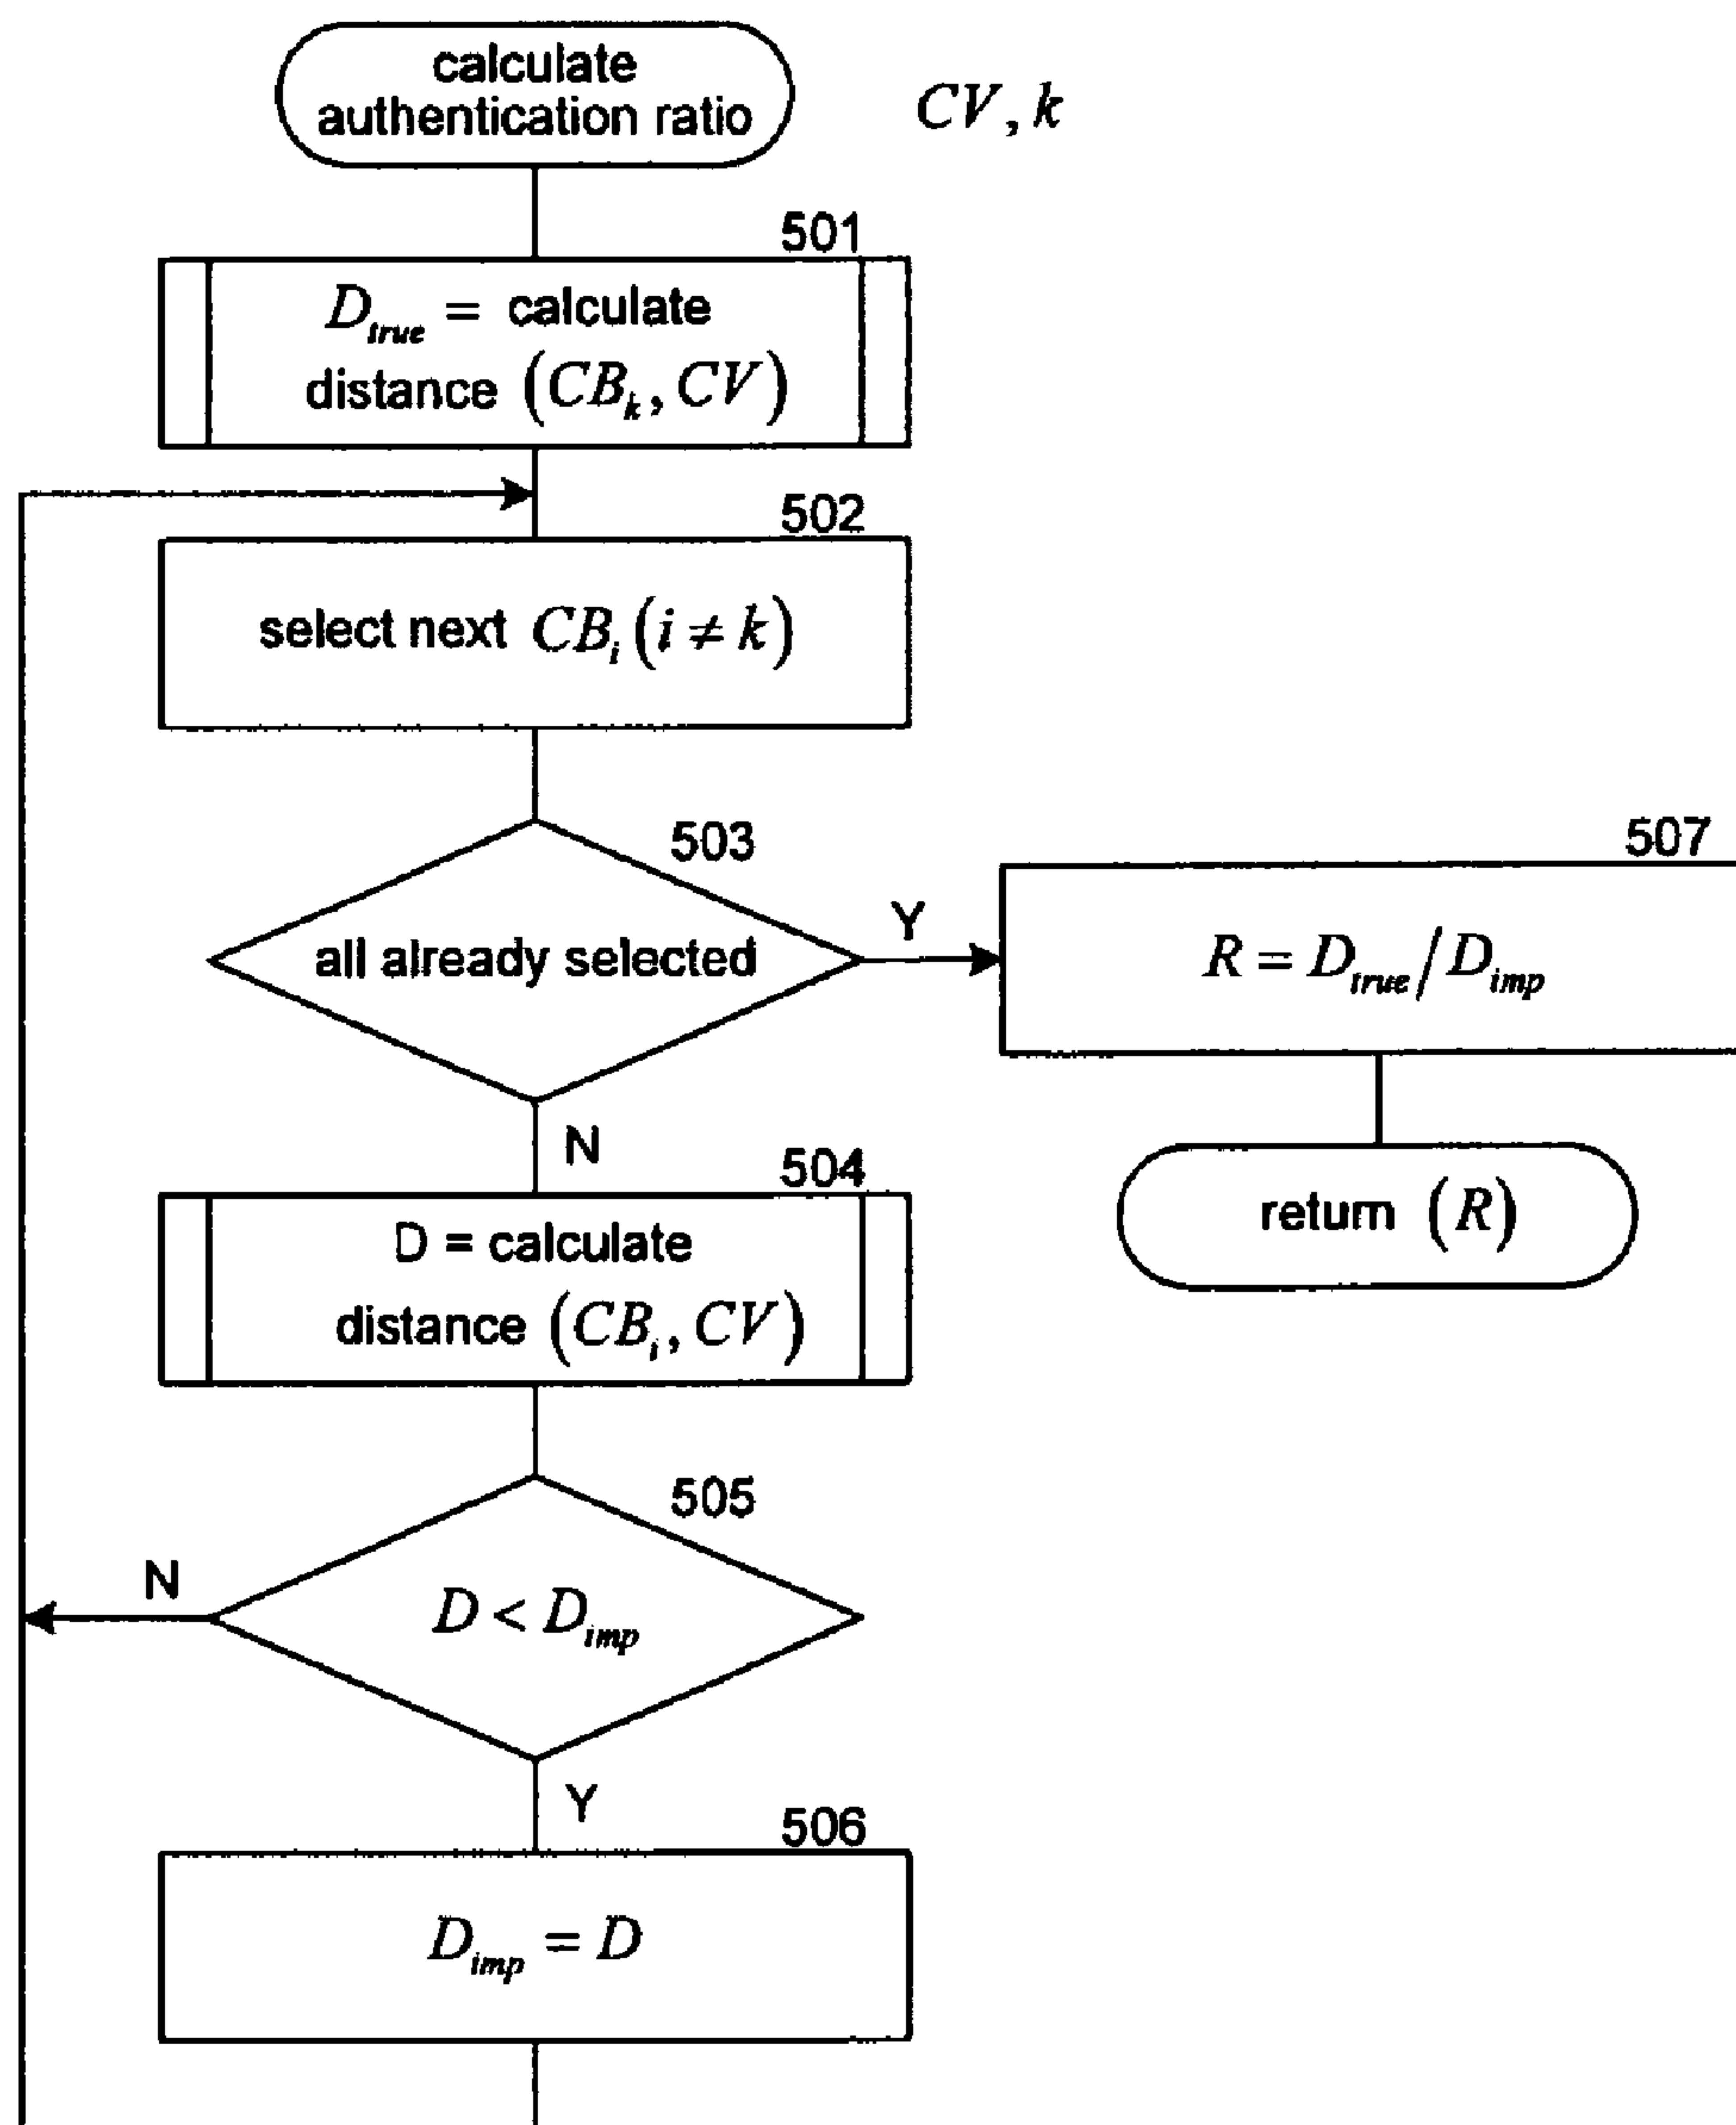 calculate
authentication ratio
CV, k
501
D_true = calculate
distance (CB_k, CV)
502
select next CB_i (i ≠ k)
503
all already selected
Y
507
R = D_true / D_imp
N
504
return (R)
D = calculate
distance (CB_i, CV)
505
N
D < D_imp
Y
506
D_imp = D